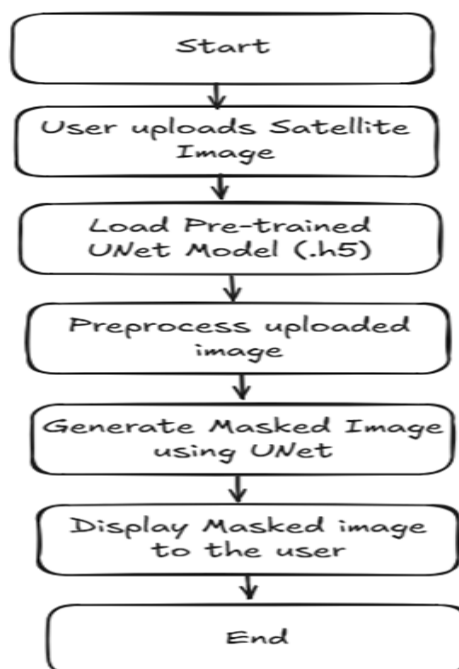 Start
User uploads Satellite
Image
Load Pre-trained
UNet Model (.h5)
Preprocess uploaded
image
Generate Masked Image
using UNet
Display Masked image
to the user
End